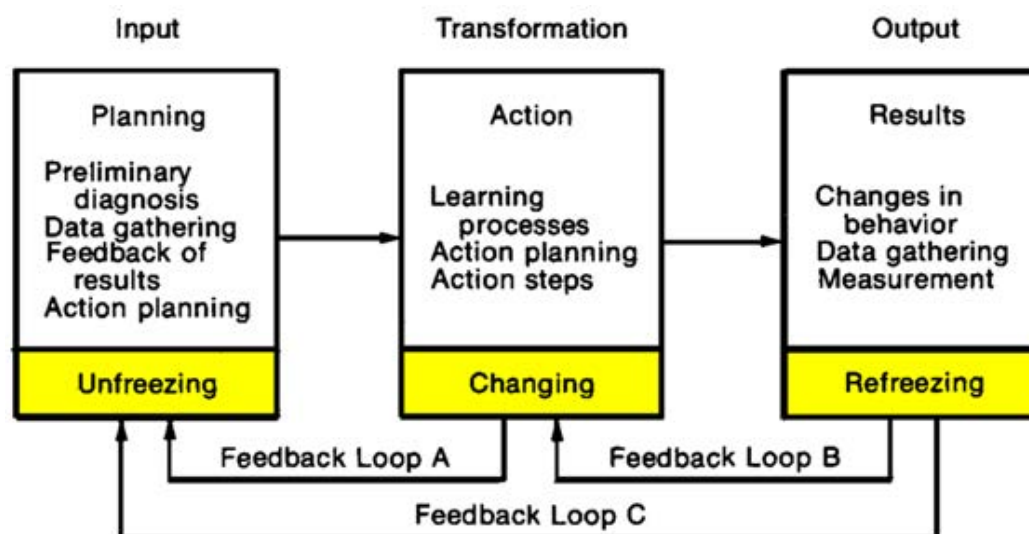 Input
Transformation
Output
Planning
Preliminary
diagnosis
Data gathering
Feedback of
results
Action planning
Unfreezing
Action
Learning
processes
Action planning
Action steps
Changing
Results
Changes in
behavior
Data gathering
Measurement
Refreezing
Feedback Loop A
Feedback Loop B
Feedback Loop C